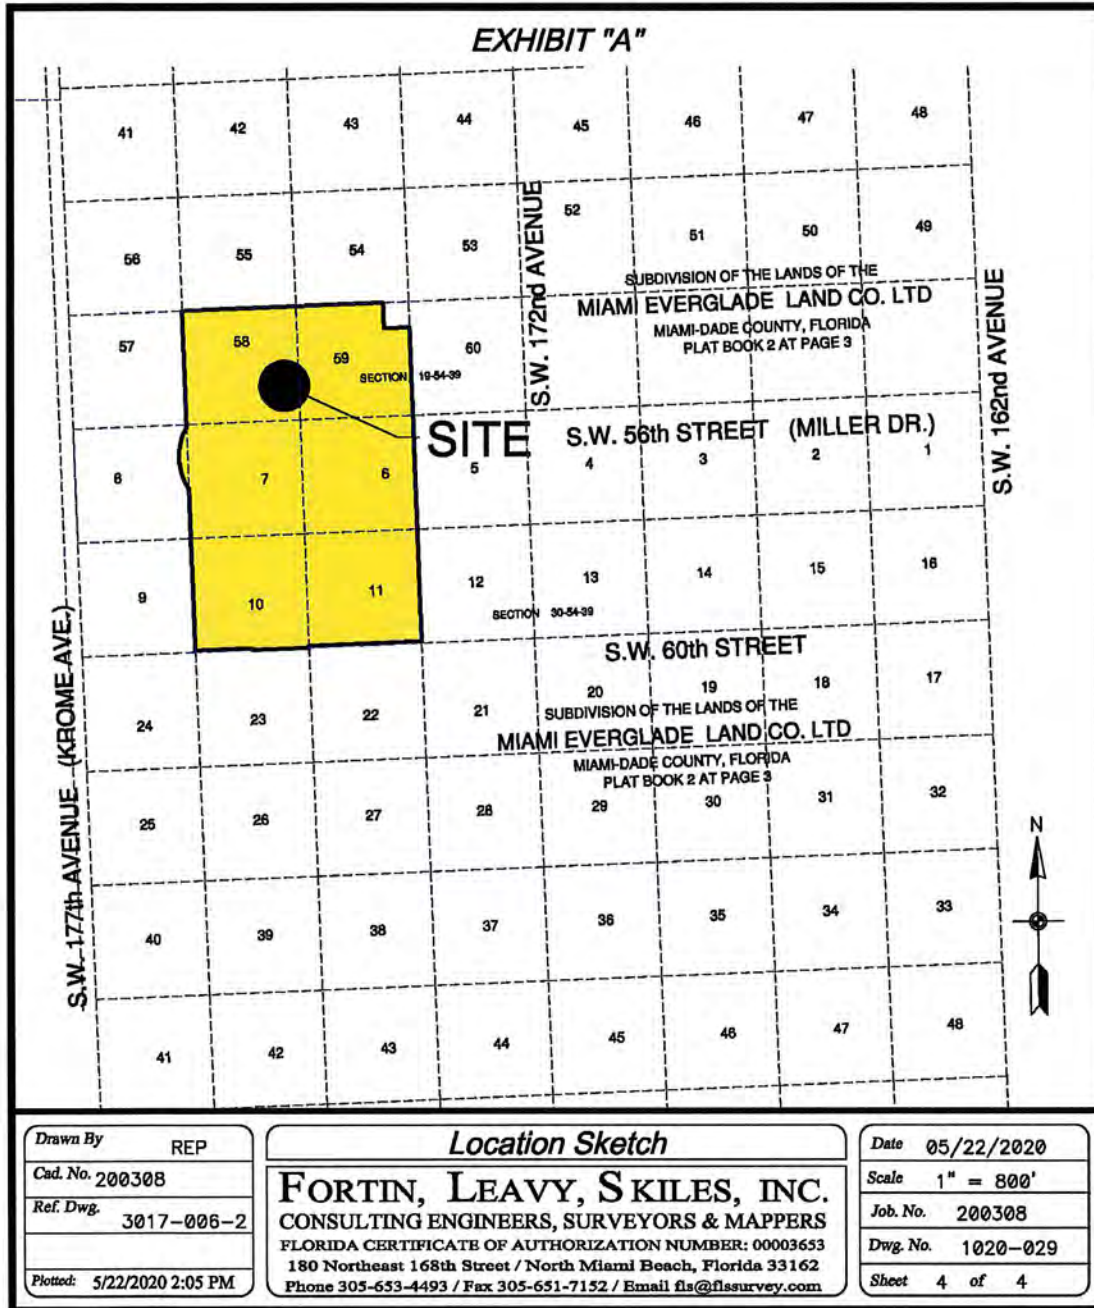 EXHIBIT "A"
41 42 43 44 45 46 47 48
56 55 54 53 52 51 50 49
S.W. 172nd AVENUE
SUBDIVISION OF THE LANDS OF THE
MIAMI EVERGLADE LAND CO. LTD
MIAMI-DADE COUNTY, FLORIDA
PLAT BOOK 2 AT PAGE 3
S.W. 162nd AVENUE
57 58 59 60
SECTION 19-54-39
SITE
S.W. 56th STREET (MILLER DR.)
8 7 6 5 4 3 2 1
9 10 11 12 13 14 15 16
SECTION 30-54-39
S.W. 60th STREET
24 23 22 21 20 19 18 17
SUBDIVISION OF THE LANDS OF THE
MIAMI EVERGLADE LAND CO. LTD
MIAMI-DADE COUNTY, FLORIDA
PLAT BOOK 2 AT PAGE 3
S.W. 177th AVENUE (KROME AVE.)
25 26 27 28 29 30 31 32
N
40 39 38 37 36 35 34 33
41 42 43 44 45 46 47 48
Drawn By REP
Cad. No. 200308
Ref. Dwg. 3017-006-2
Plotted: 5/22/2020 2:05 PM
Location Sketch
FORTIN, LEAVY, SKILES, INC.
CONSULTING ENGINEERS, SURVEYORS & MAPPERS
FLORIDA CERTIFICATE OF AUTHORIZATION NUMBER: 00003653
180 Northeast 168th Street / North Miami Beach, Florida 33162
Phone 305-653-4493 / Fax 305-651-7152 / Email fls@flssurvey.com
Date 05/22/2020
Scale 1" = 800'
Job. No. 200308
Dwg. No. 1020-029
Sheet 4 of 4